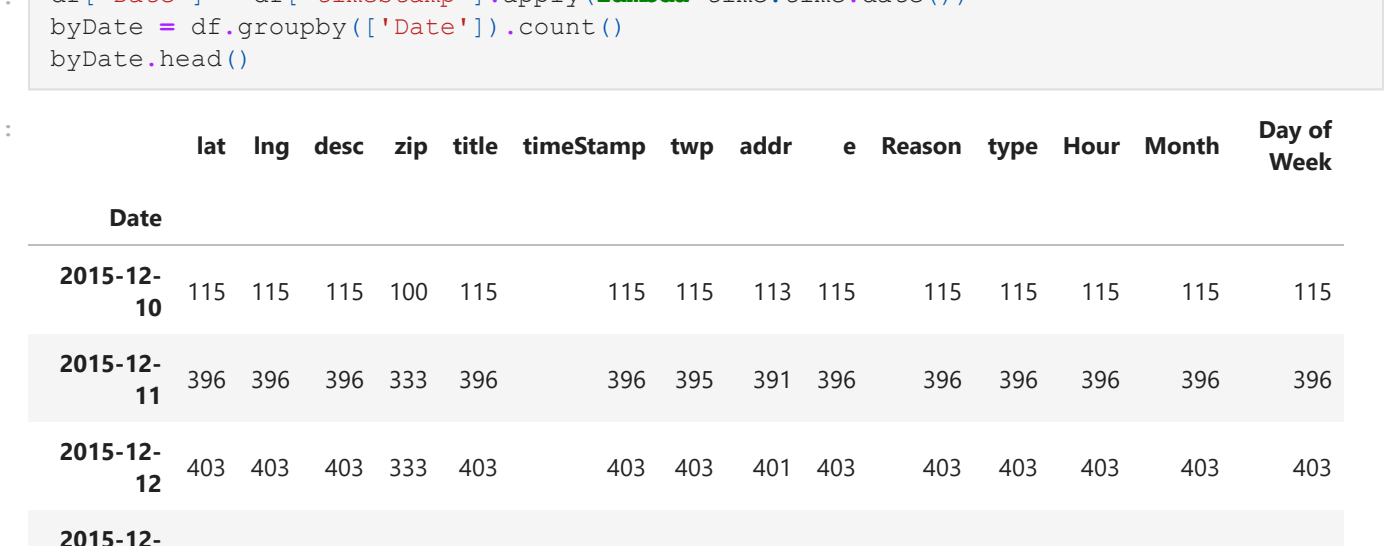 byDate = df.groupby(['Date']).count()
byDate.head()
:
lat lng desc zip title timeStamp twp addr e Reason type Hour Month Day of Week
Date
2015-12-10 115 115 115 100 115 115 115 113 115 115 115 115 115 115
2015-12-11 396 396 396 333 396 396 395 391 396 396 396 396 396 396
2015-12-12 403 403 403 333 403 403 403 401 403 403 403 403 403 403
2015-12-